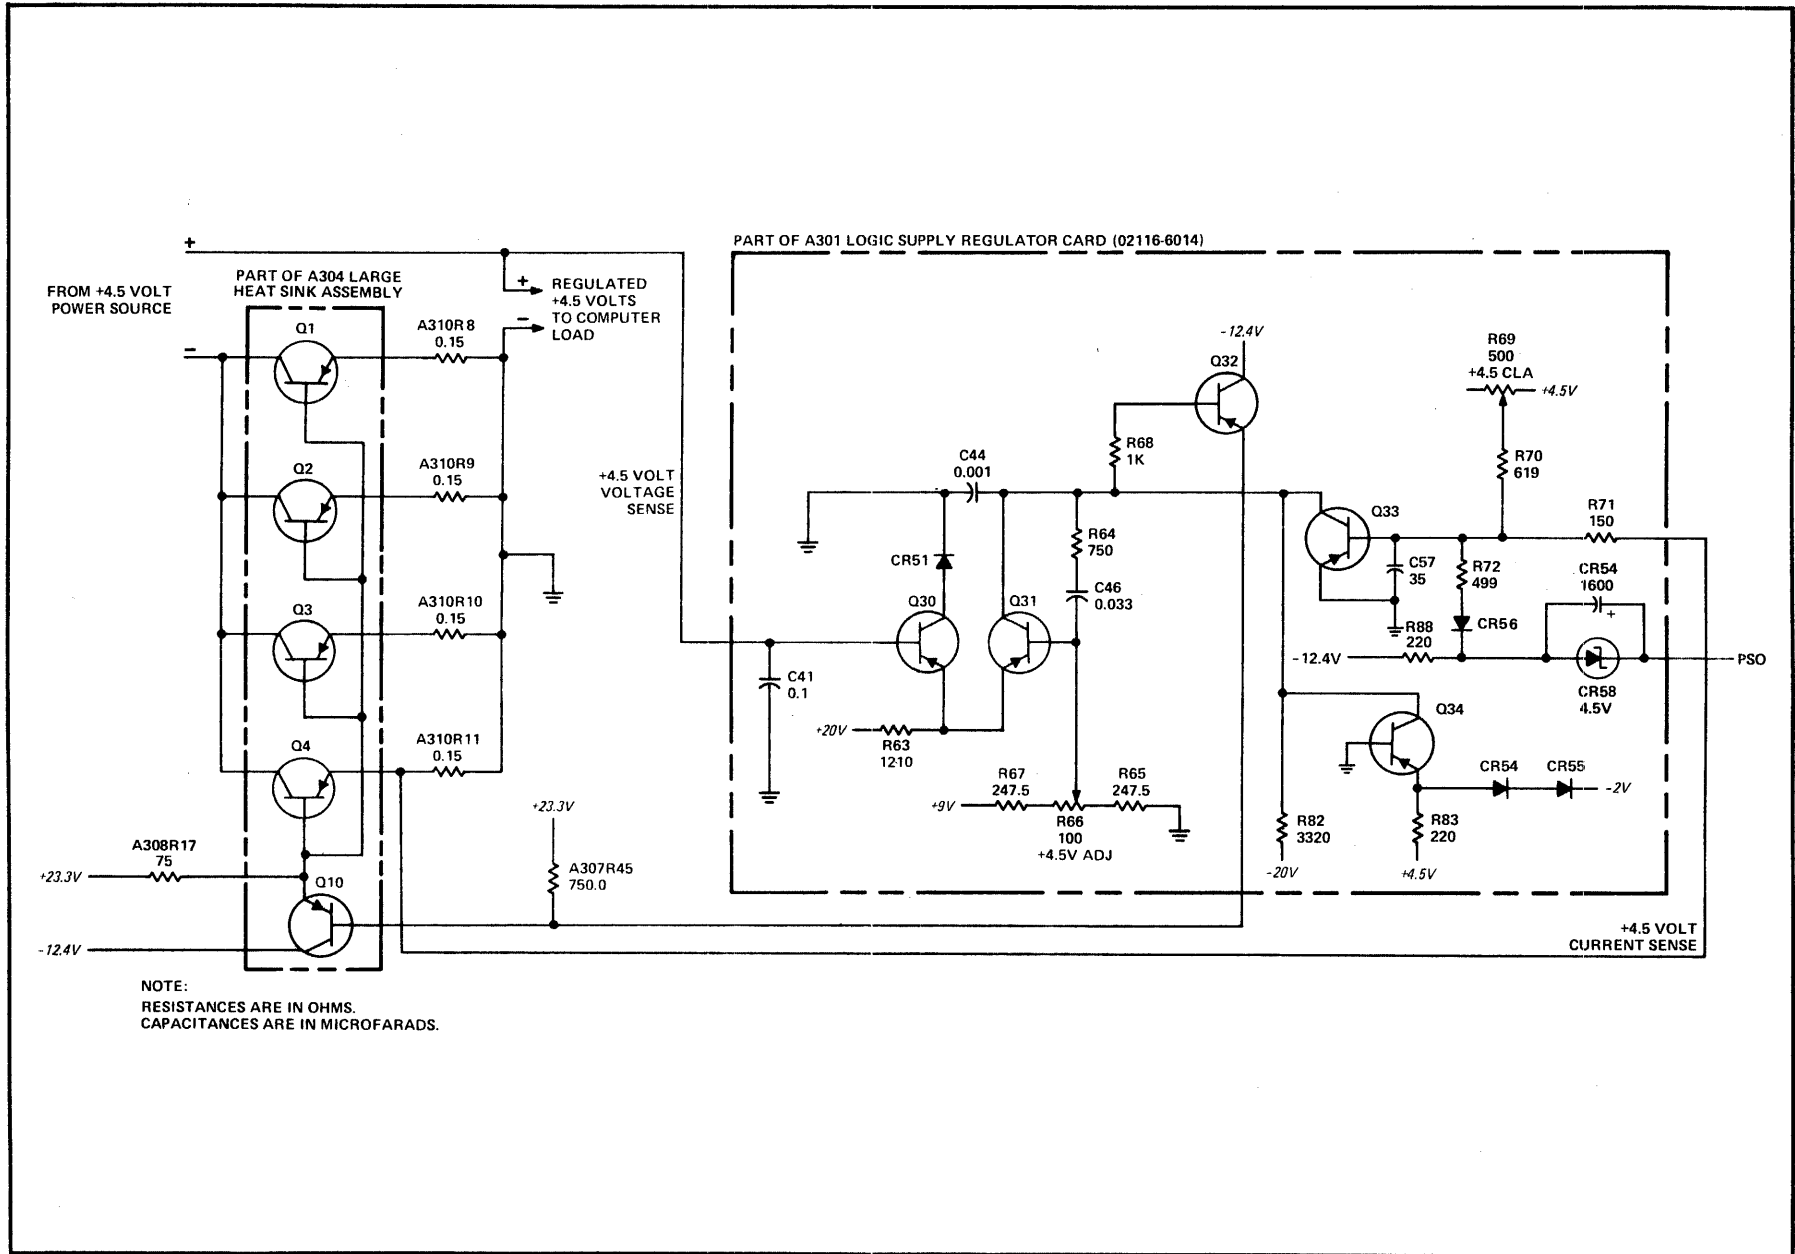 +
FROM +4.5 VOLT
POWER SOURCE
–
PART OF A304 LARGE
HEAT SINK ASSEMBLY
Q1
A310R8
0.15
+
REGULATED
+4.5 VOLTS
TO COMPUTER
LOAD
–
Q2
A310R9
0.15
Q3
A310R10
0.15
Q4
A310R11
0.15
A308R17
75
+23.3V
Q10
-12.4V
+23.3V
A307R45
750.0
+4.5 VOLT
VOLTAGE
SENSE
PART OF A301 LOGIC SUPPLY REGULATOR CARD (02116-6014)
-12.4V
Q32
R68
1K
C44
0.001
R64
750
CR51
C46
0.033
Q30
Q31
C41
0.1
+20V
R63
1210
+9V
R67
247.5
R66
100
+4.5V ADJ
R65
247.5
R69
500
+4.5 CLA
+4.5V
R70
619
R71
150
Q33
C57
35
R72
499
CR54
1600
+
CR56
R88
220
-12.4V
PSO
CR58
4.5V
Q34
CR54
CR55
-2V
R82
3320
-20V
R83
220
+4.5V
+4.5 VOLT
CURRENT SENSE
NOTE:
RESISTANCES ARE IN OHMS.
CAPACITANCES ARE IN MICROFARADS.